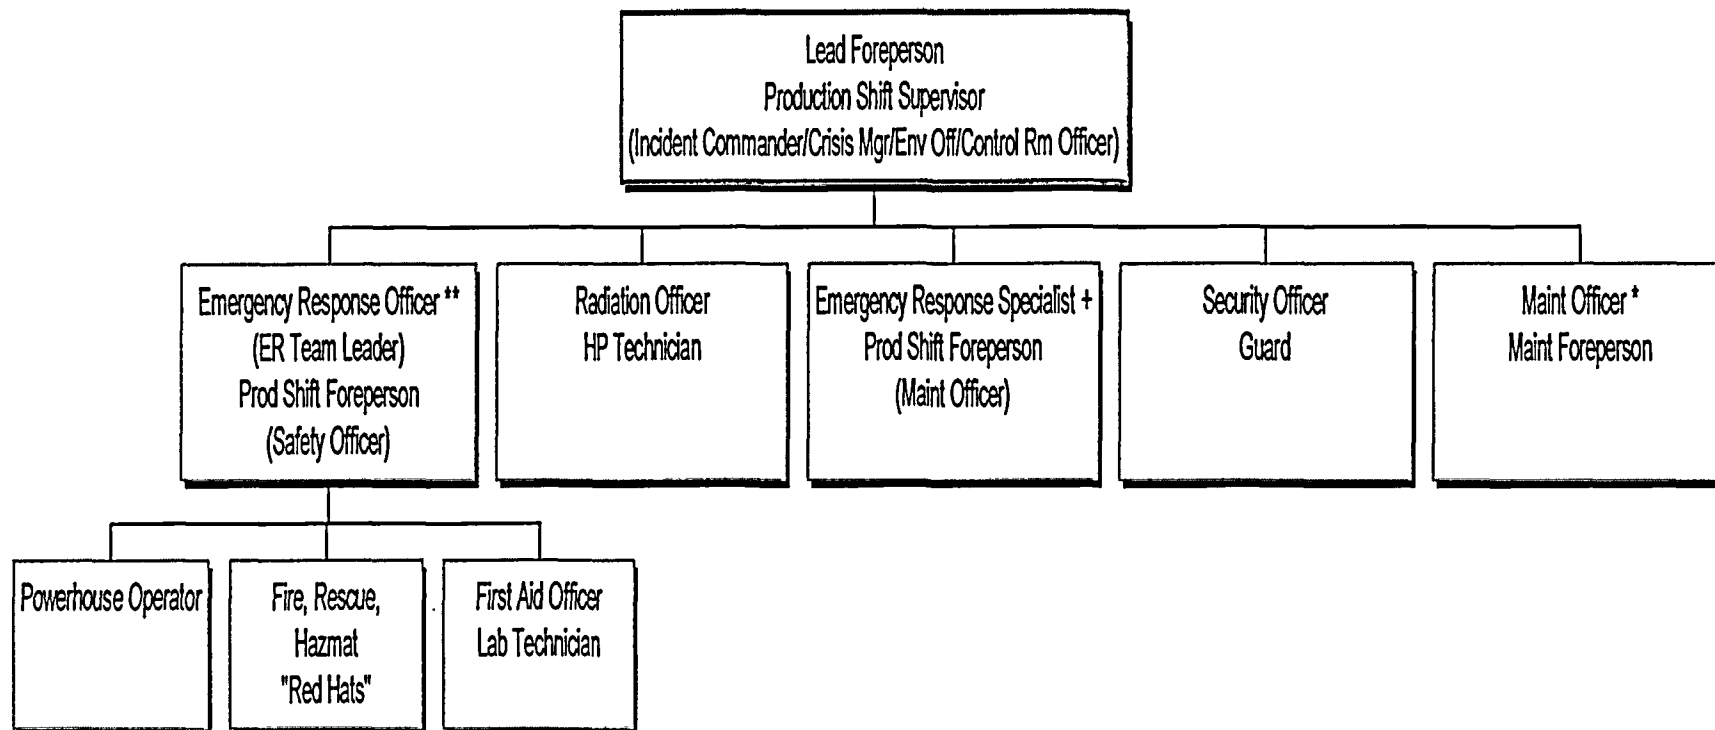 Lead Foreperson
Production Shift Supervisor
(Incident Commander/Crisis Mgr/Env Off/Control Rm Officer)
Emergency Response Officer **
(ER Team Leader)
Prod Shift Foreperson
(Safety Officer)
Radiation Officer
HP Technician
Emergency Response Specialist +
Prod Shift Foreperson
(Maint Officer)
Security Officer
Guard
Maint Officer *
Maint Foreperson
Powerhouse Operator
Fire, Rescue,
Hazmat
"Red Hats"
First Aid Officer
Lab Technician